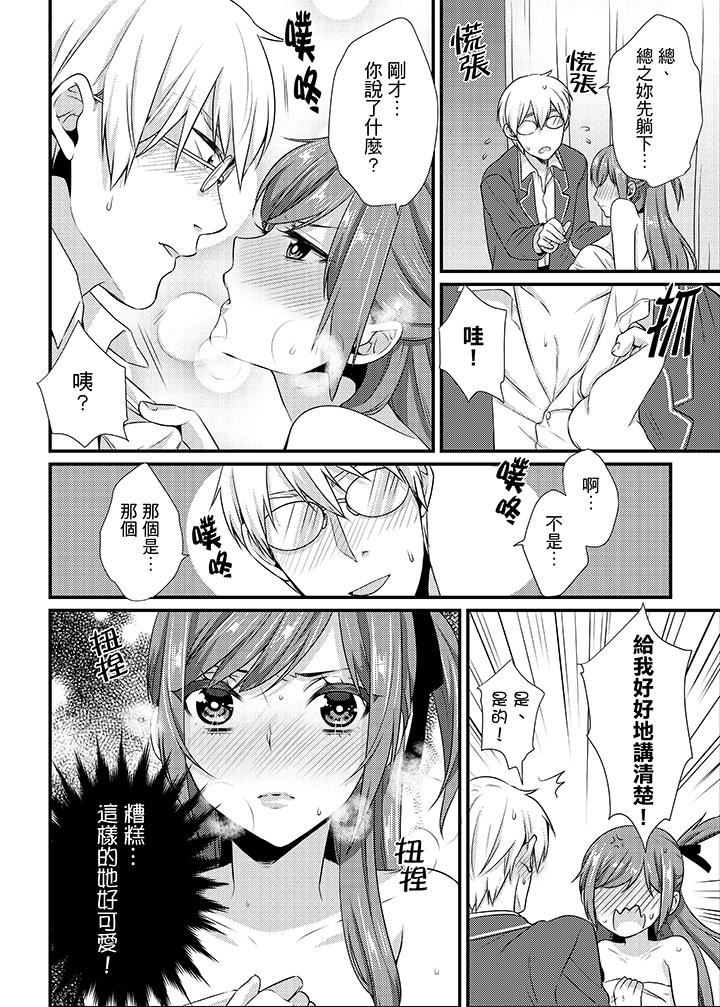 總、
總之妳先躺下…
慌張
慌張
抓
哇！
剛才…
你說了什麼？
噗咚
咦？
啊…
不是…
噗咚
那個是…
那個
噗咚
給我好好地講清楚！
是、
是的！
扭捏
扭捏
糟糕…
這樣的她好可愛！